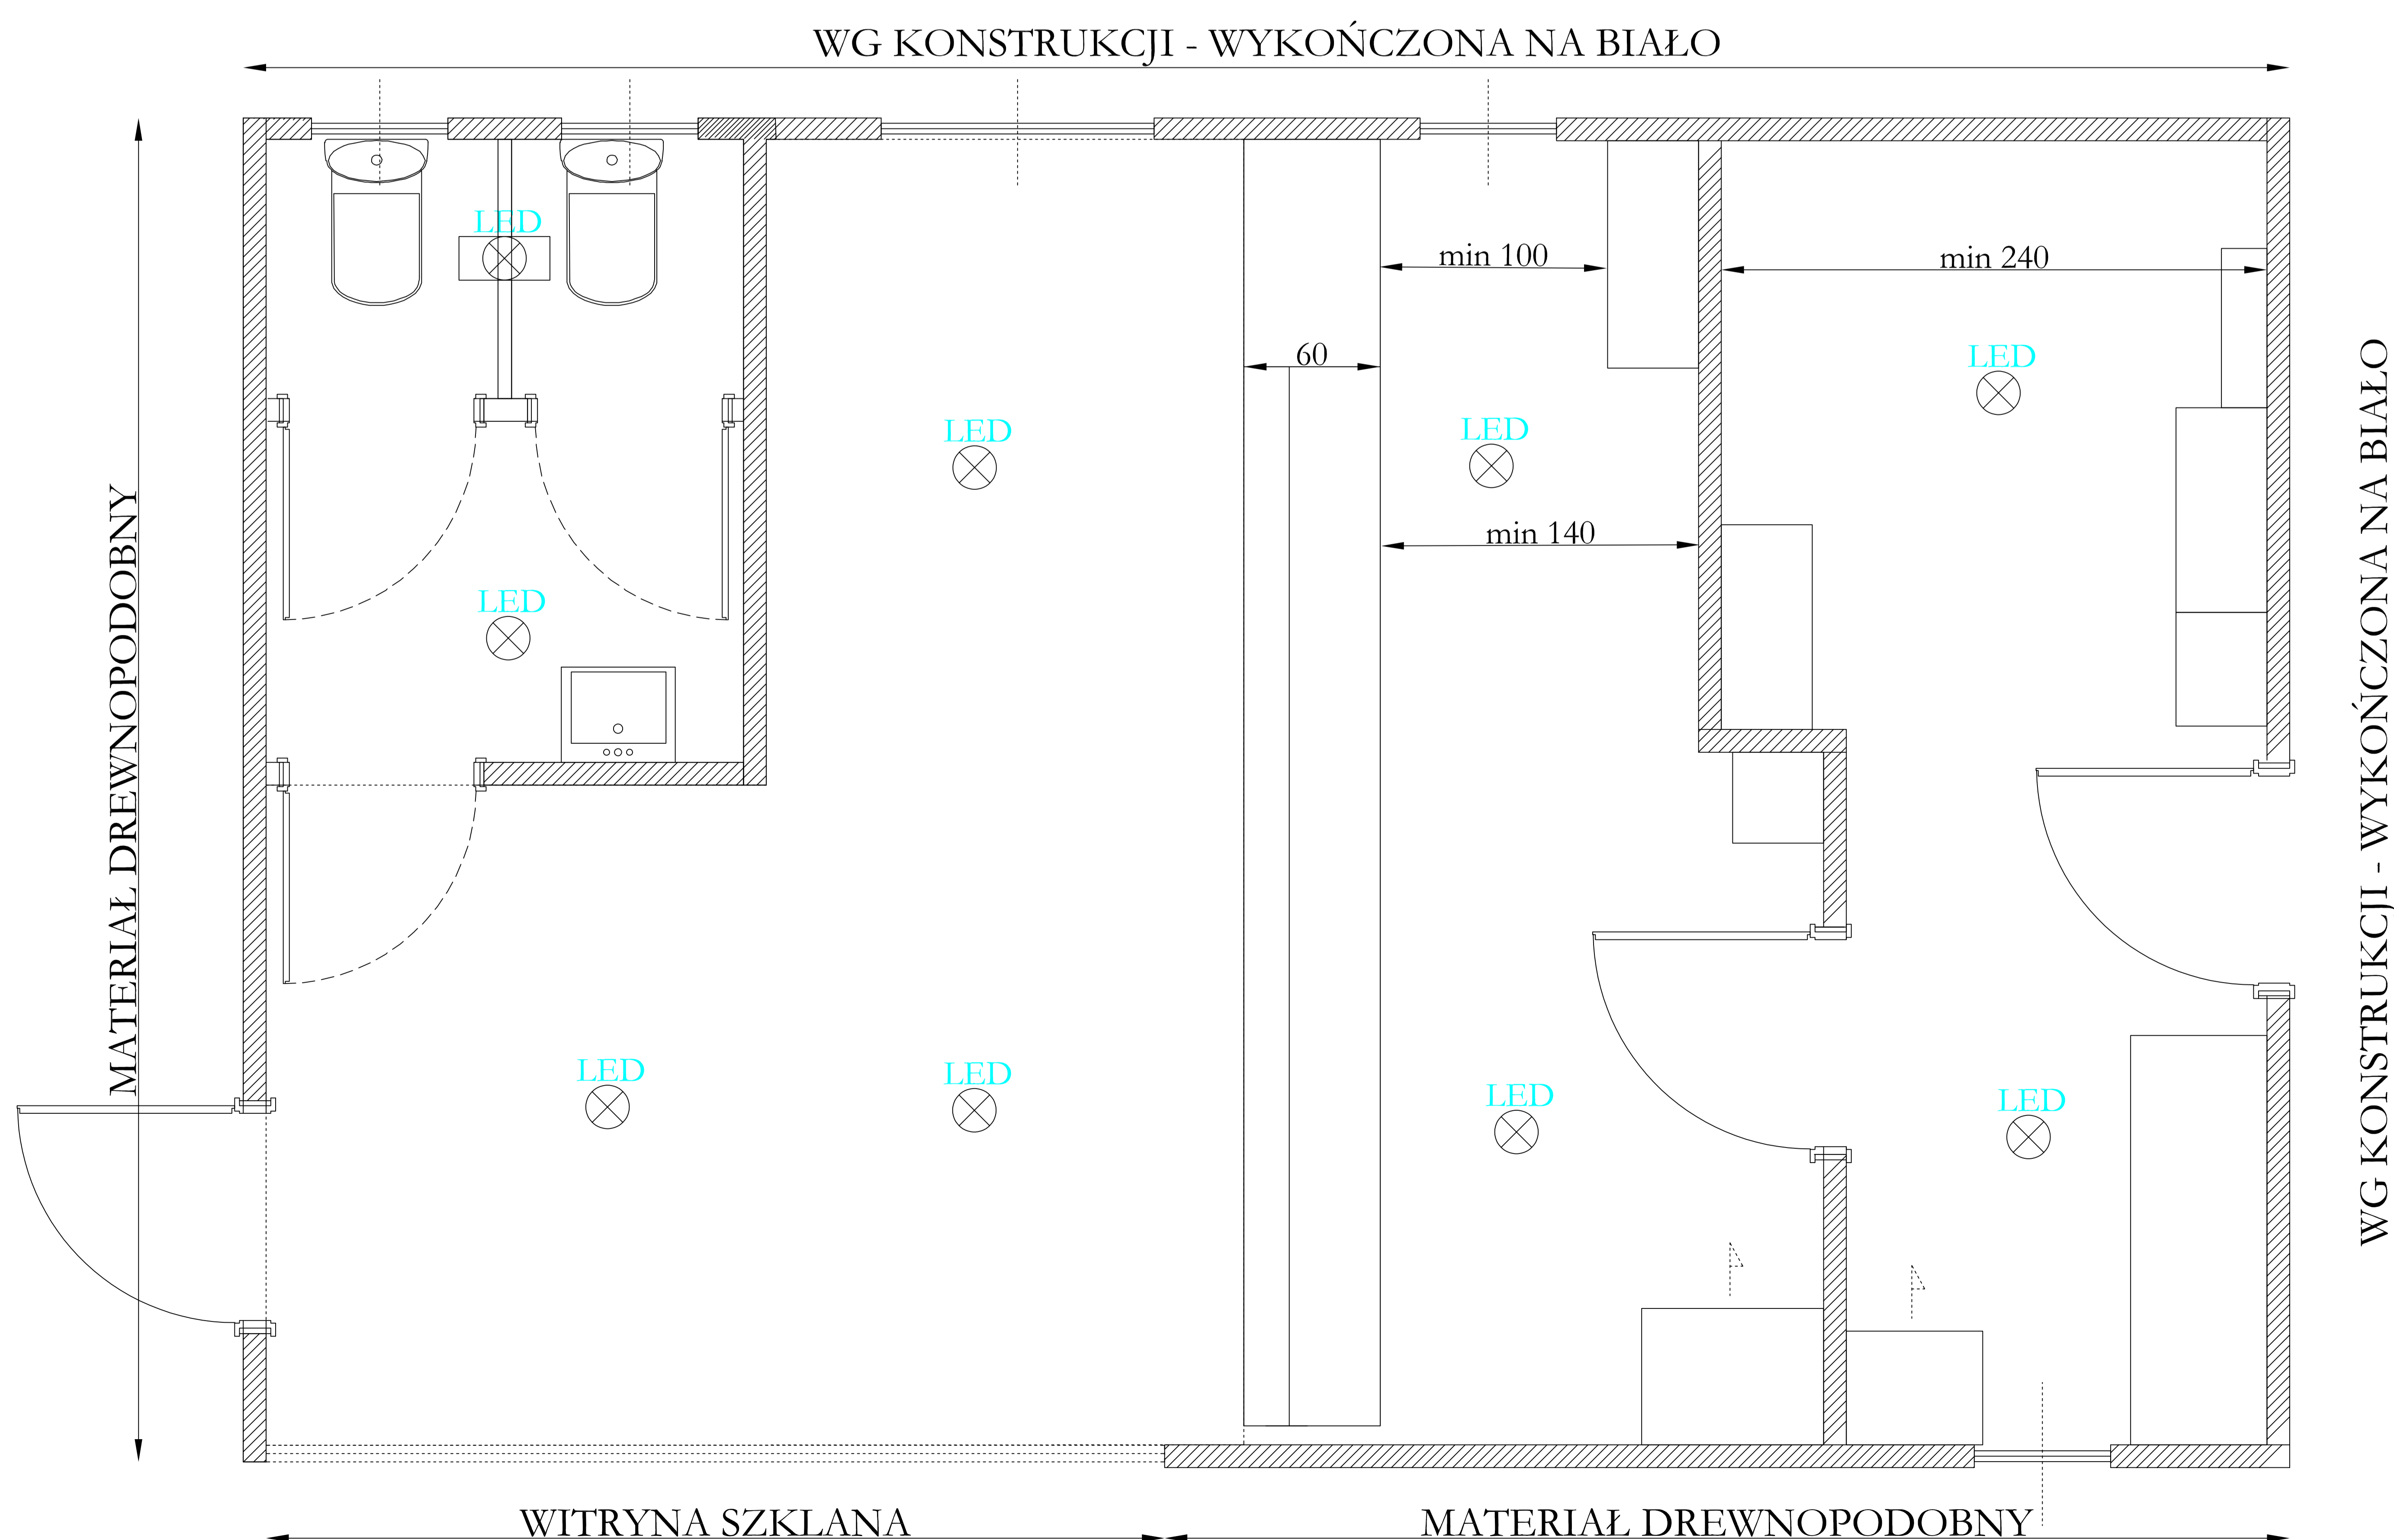 WG KONSTRUKCJI - WYKOŃCZONA NA BIAŁO
LED
min 100
min 240
60
LED
LED
LED
min 140
LED
MATERIAŁ DREWNOPODOBNY
WG KONSTRUKCJI - WYKOŃCZONA NA BIAŁO
LED
LED
LED
LED
WITRYNA SZKLANA
MATERIAŁ DREWNOPODOBNY